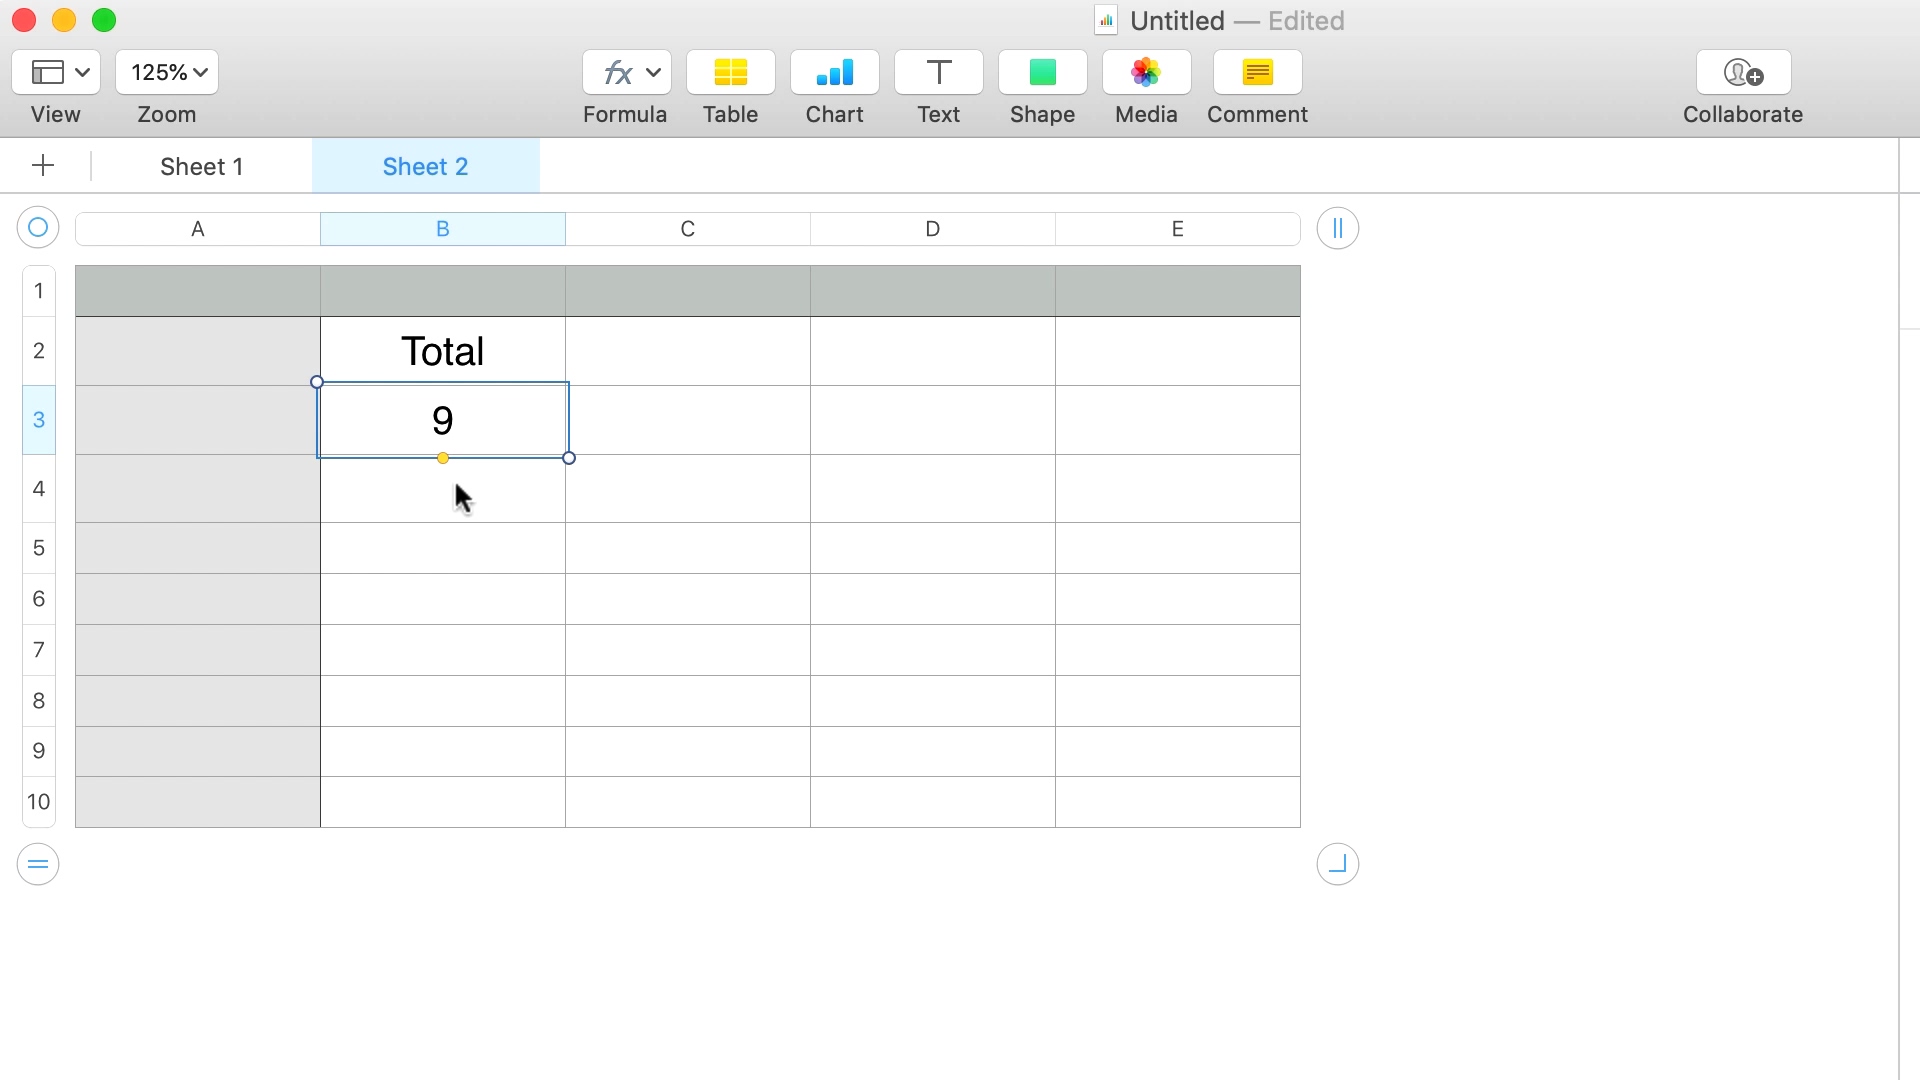 Untitled — Edited
125%
fx
T
View Zoom Formula Table Chart Text Shape Media Comment Collaborate
+ Sheet 1 Sheet 2
A B C D E
1
2 Total
3 9
4
5
6
7
8
9
10